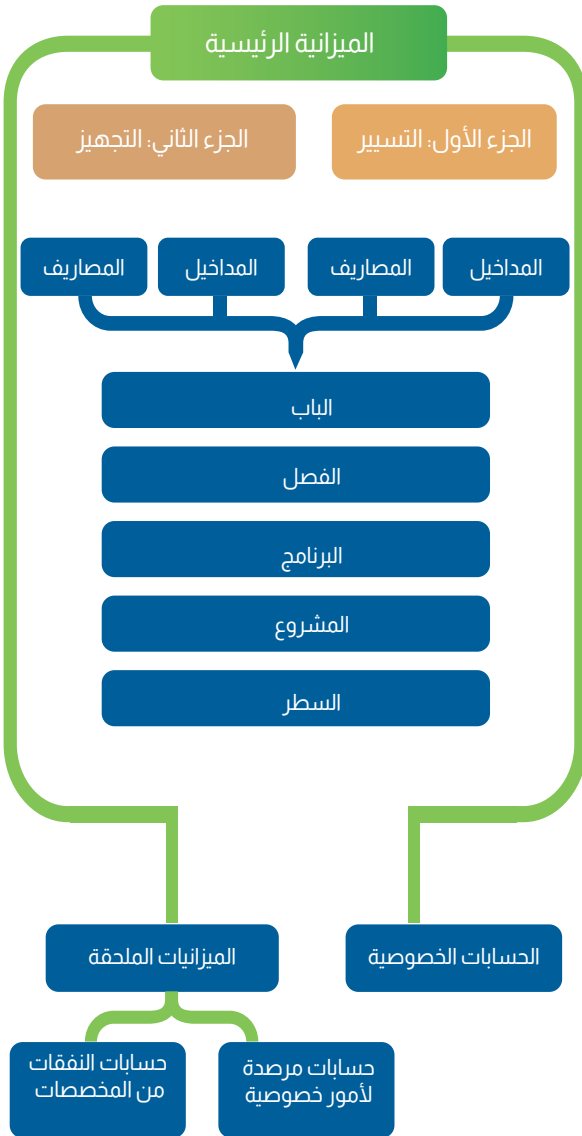 الميزانية الرئيسية
الجزء الأول: التسيير
الجزء الثاني: التجهيز
المداخيل
المصاريف
المداخيل
المصاريف
الباب
الفصل
البرنامج
المشروع
السطر
الحسابات الخصوصية
الميزانيات الملحقة
حسابات مرصدة
لأمور خصوصية
حسابات النفقات
من المخصصات